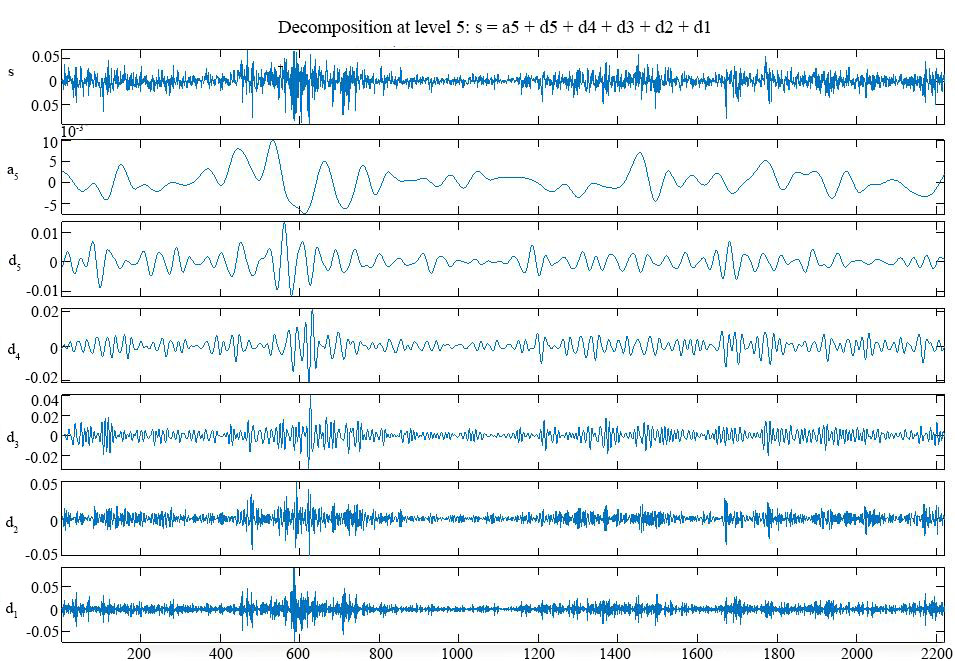 Decomposition at level 5: s = a5 + d5 + d4 + d3 + d2 + d1
s
0.05
0
0.05
10⁻³
a₅
10
5
0
-5
d₅
0.01
0
-0.01
d₄
0.02
0
-0.02
d₃
0.04
0.02
0
-0.02
d₂
0.05
0
-0.05
d₁
0.05
0
-0.05
200 400 600 800 1000 1200 1400 1600 1800 2000 2200